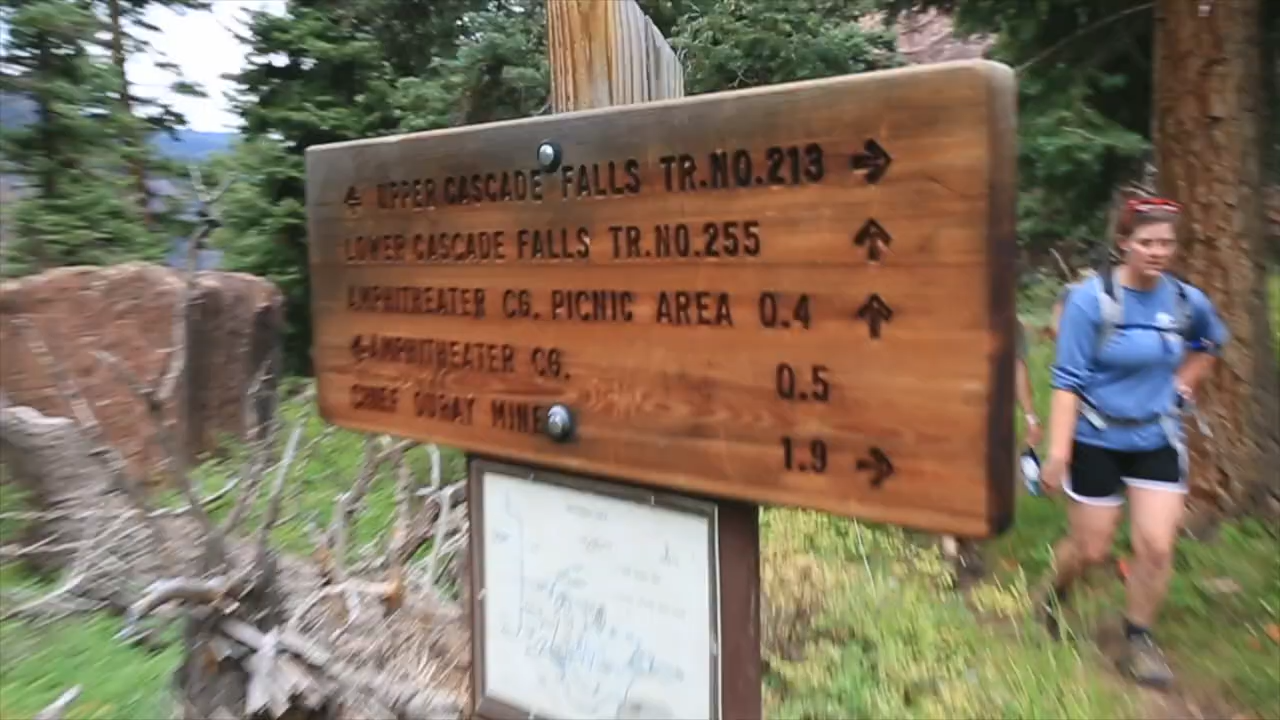 ← UPPER CASCADE FALLS TR.NO.213 →
LOWER CASCADE FALLS TR.NO.255 ↑
AMPHITHEATER CG. PICNIC AREA 0.4 ↑
←AMPHITHEATER CG. 0.5
CHIEF OURAY MINE 1.9 →